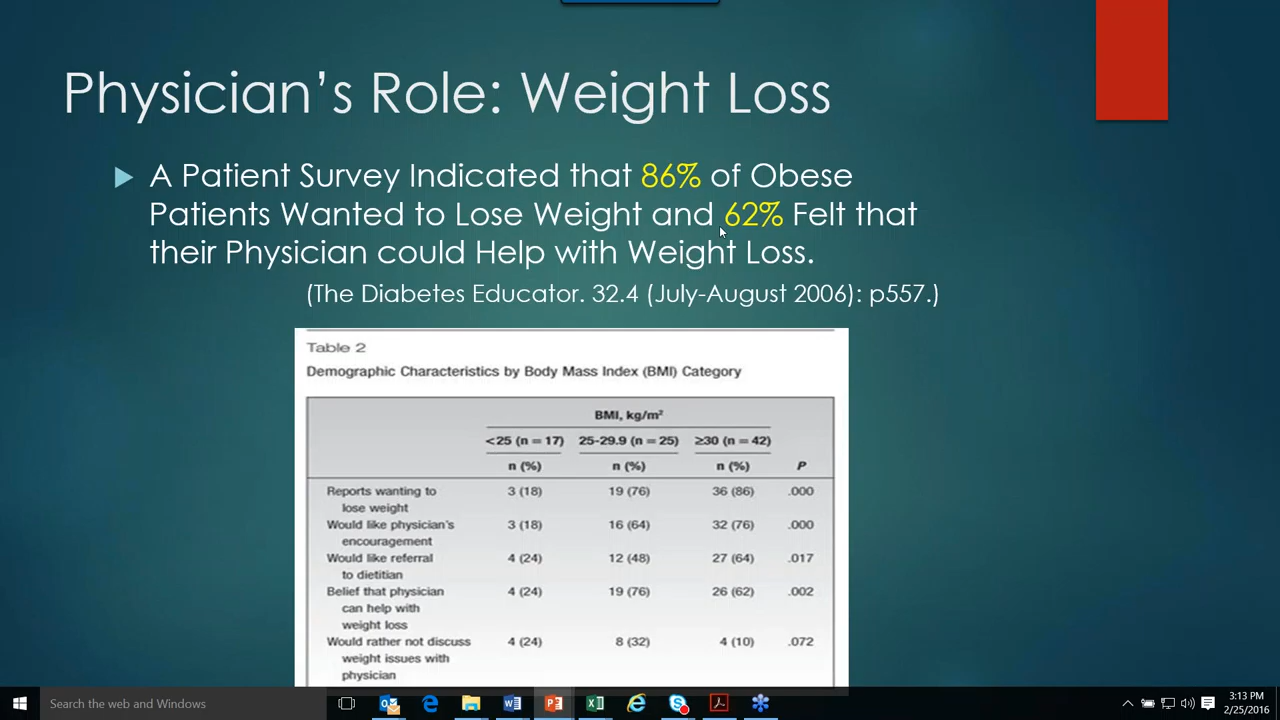 Physician's Role: Weight Loss
A Patient Survey Indicated that 86% of Obese
Patients Wanted to Lose Weight and 62% Felt that
their Physician could Help with Weight Loss.
(The Diabetes Educator. 32.4 (July-August 2006): p557.)
Table 2
Demographic Characteristics by Body Mass Index (BMI) Category
BMI, kg/m²
<25 (n = 17) 25-29.9 (n = 25) ≥30 (n = 42)
n (%) n (%) n (%) P
Reports wanting to 3 (18) 19 (76) 36 (86) .000
lose weight
Would like physician's 3 (18) 16 (64) 32 (76) .000
encouragement
Would like referral 4 (24) 12 (48) 27 (64) .017
to dietitian
Belief that physician 4 (24) 19 (76) 26 (62) .002
can help with
weight loss
Would rather not discuss 4 (24) 8 (32) 4 (10) .072
weight issues with
physician
Search the web and Windows
3:13 PM
2/25/2016